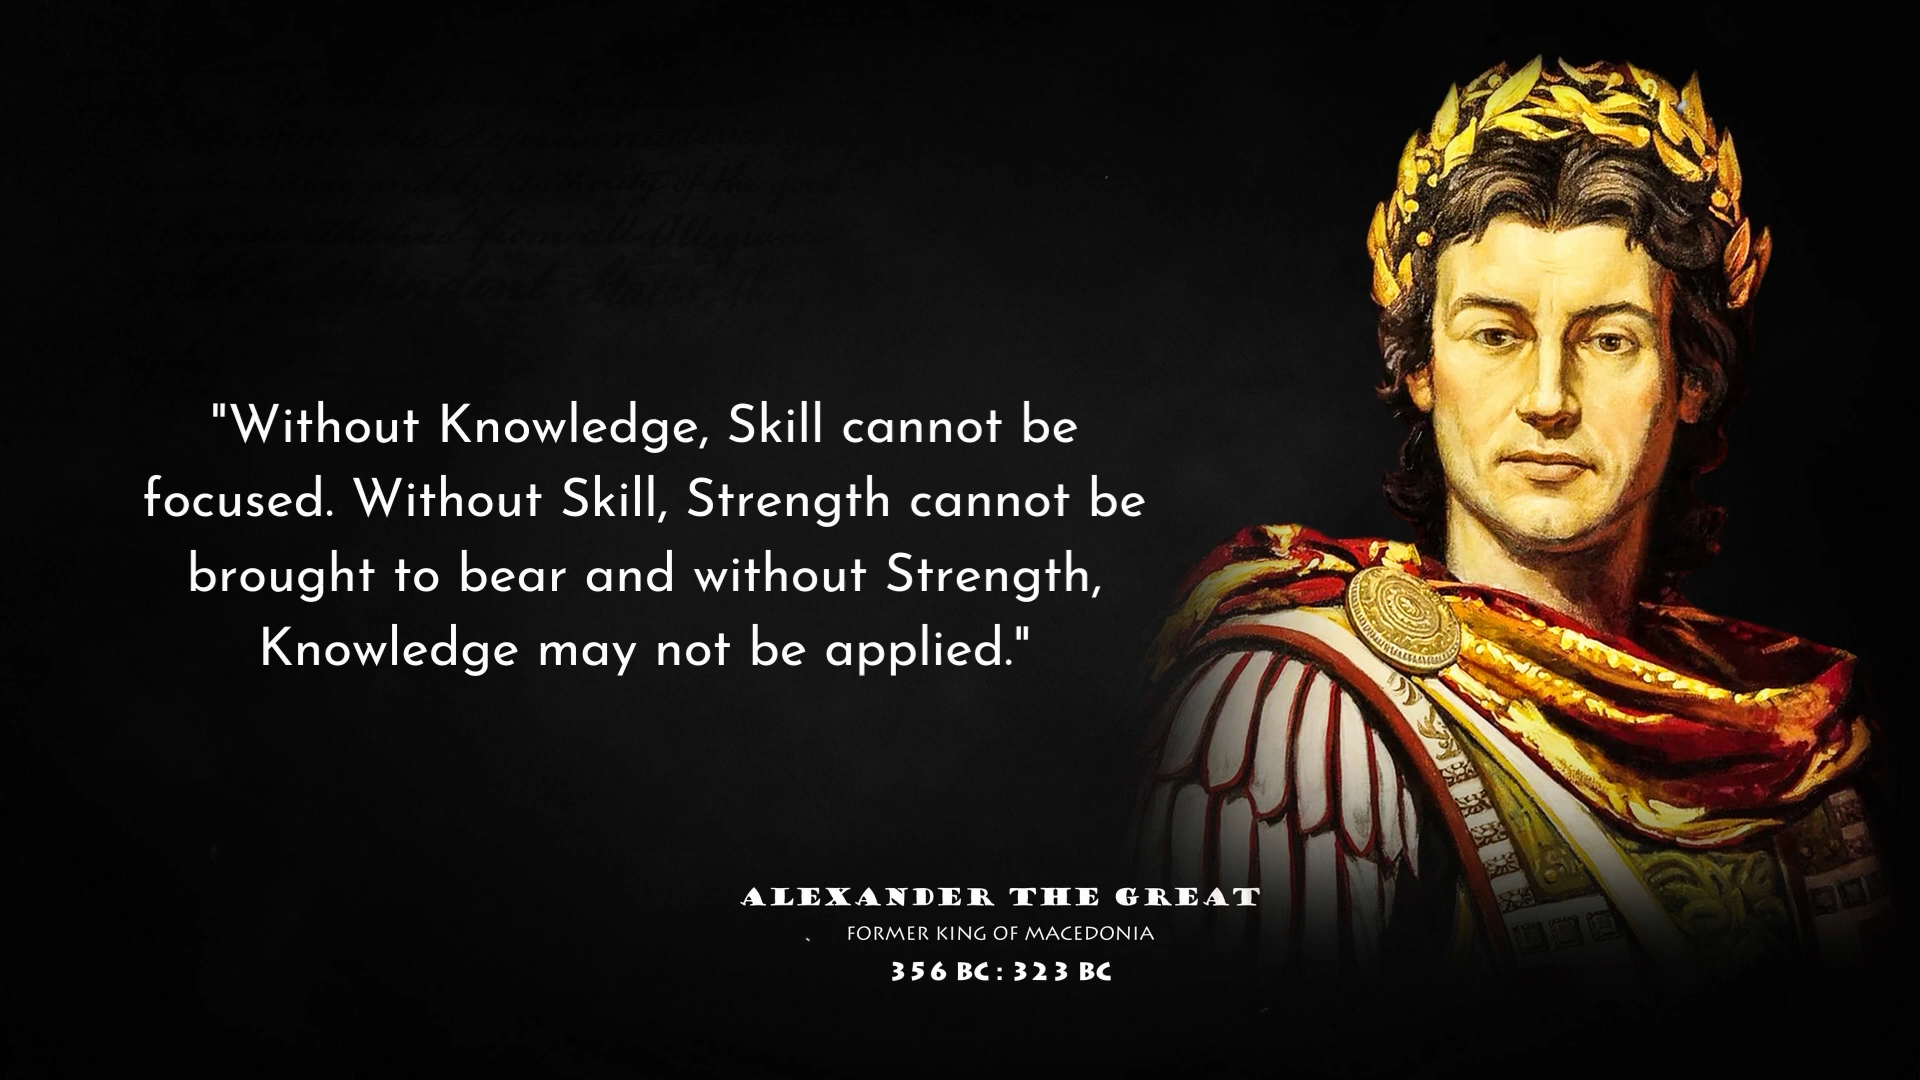 "Without Knowledge, Skill cannot be
focused. Without Skill, Strength cannot be
brought to bear and without Strength,
Knowledge may not be applied."
ALEXANDER THE GREAT
FORMER KING OF MACEDONIA
356 BC : 323 BC